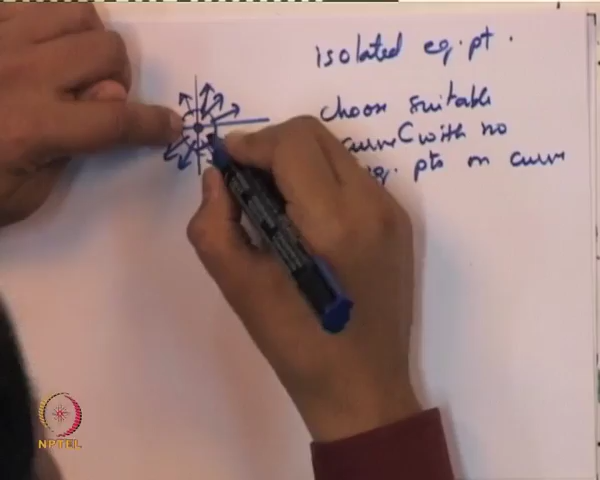 isolated eq. pt.
choose suitable
curve C with no
eq. pts on curve
NPTEL